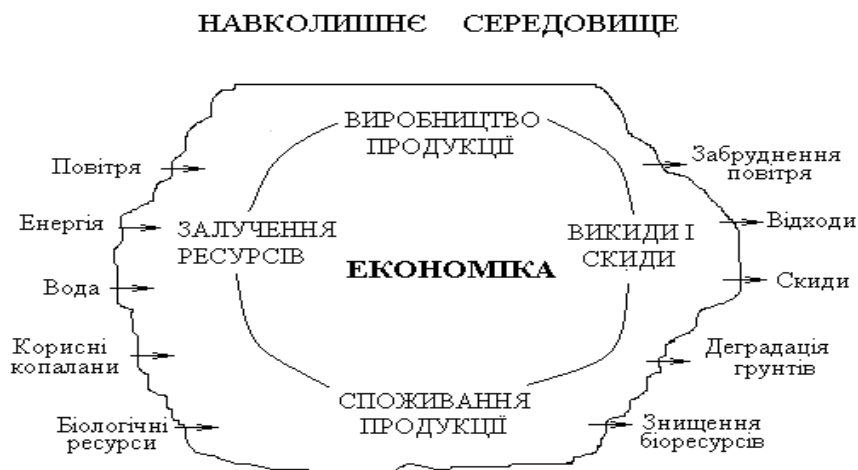 НАВКОЛИШНЄ СЕРЕДОВИЩЕ
ВИРОБНИЦТВО
ПРОДУКЦІЇ
Повітря
Енергія
Вода
Корисні
копалани
Біологічні
ресурси
ЗАЛУЧЕННЯ
РЕСУРСІВ
ЕКОНОМІКА
ВИКИДИ І
СКИДИ
СПОЖИВАННЯ
ПРОДУКЦІЇ
Забруднення
повітря
Відходи
Скиди
Деградація
грунтів
Знищення
біоресурсів